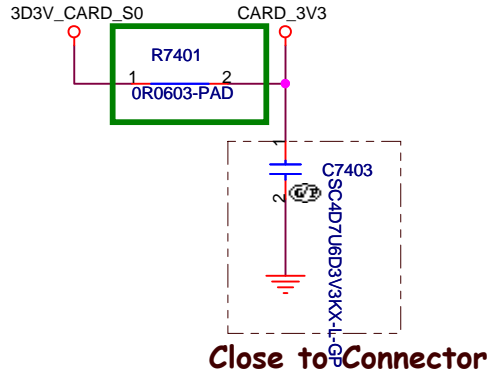 3D3V_CARD_S0
CARD_3V3
R7401
1
2
0R0603-PAD
1
C7403
2
G/P
SC4D7U6D3V3KX-L-GP
Close to Connector